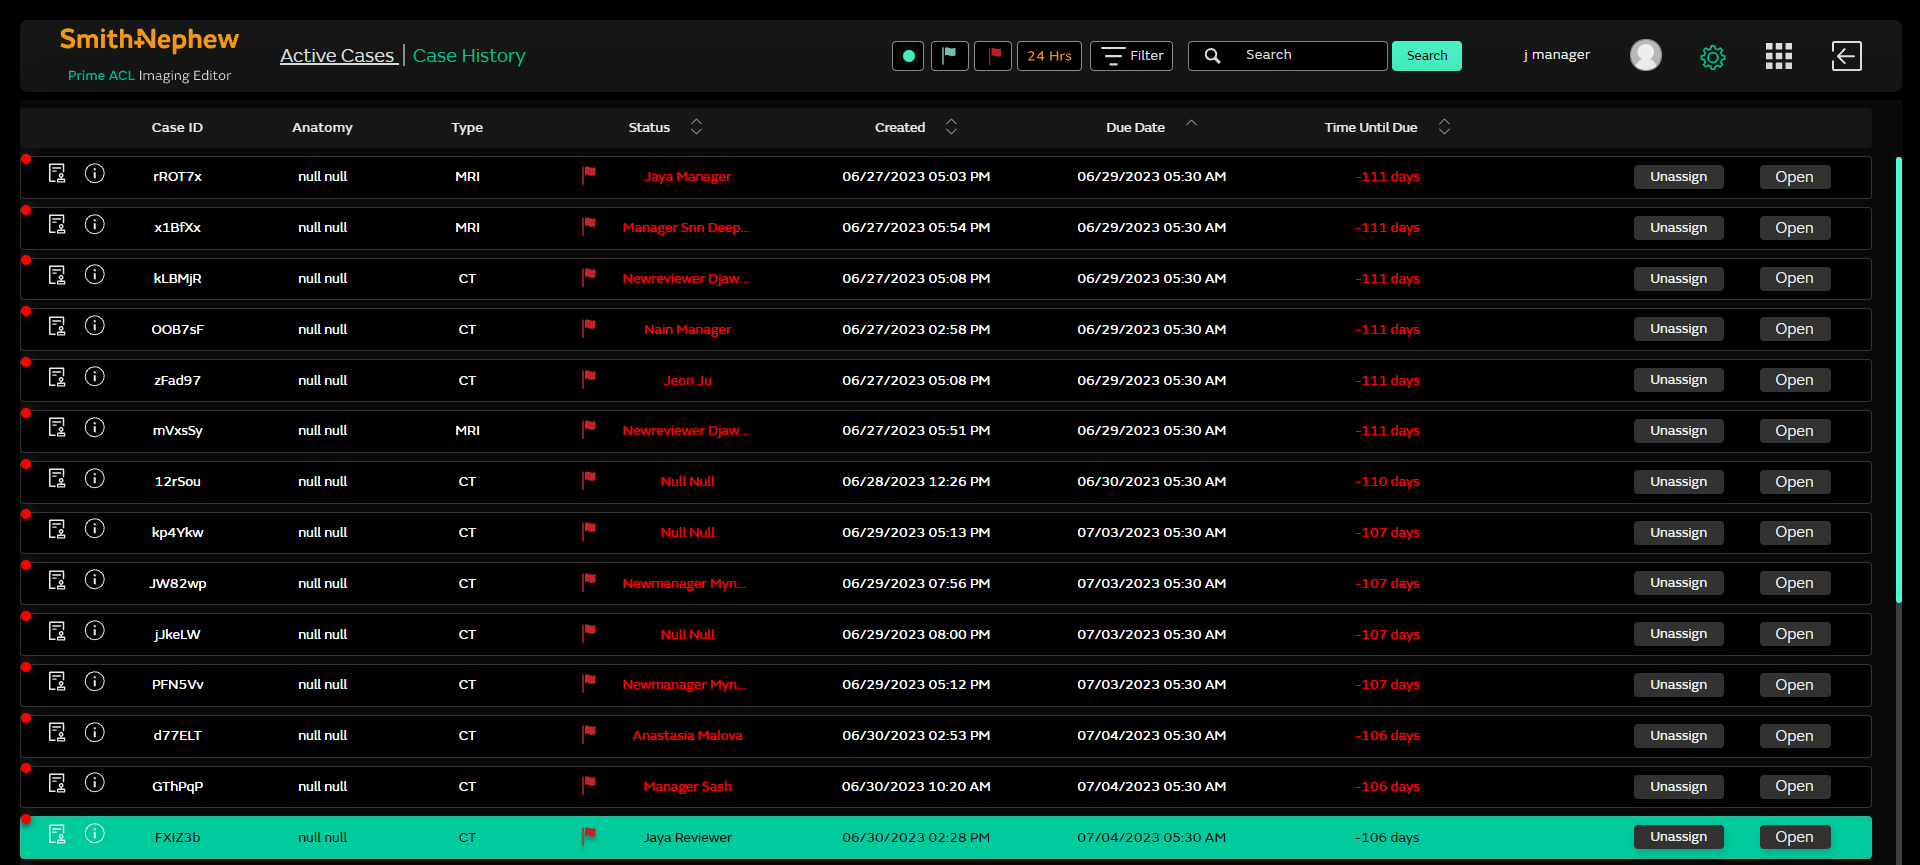 Smith+Nephew
Prime ACL Imaging Editor
Active Cases | Case History
24 Hrs Filter Search Search j manager
Case ID Anatomy Type Status Created Due Date Time Until Due
rROT7x null null MRI Jaya Manager 06/27/2023 05:03 PM 06/29/2023 05:30 AM -111 days Unassign Open
x1BfXx null null MRI Manager Snn Deep... 06/27/2023 05:54 PM 06/29/2023 05:30 AM -111 days Unassign Open
kLBMjR null null CT Newreviewer Djaw... 06/27/2023 05:08 PM 06/29/2023 05:30 AM -111 days Unassign Open
OOB7sF null null CT Nain Manager 06/27/2023 02:58 PM 06/29/2023 05:30 AM -111 days Unassign Open
zFad97 null null CT Jeon Ju 06/27/2023 05:08 PM 06/29/2023 05:30 AM -111 days Unassign Open
mVxsSy null null MRI Newreviewer Djaw... 06/27/2023 05:51 PM 06/29/2023 05:30 AM -111 days Unassign Open
12rSou null null CT Null Null 06/28/2023 12:26 PM 06/30/2023 05:30 AM -110 days Unassign Open
kp4Ykw null null CT Null Null 06/29/2023 05:13 PM 07/03/2023 05:30 AM -107 days Unassign Open
JW82wp null null CT Newmanager Myn... 06/29/2023 07:56 PM 07/03/2023 05:30 AM -107 days Unassign Open
jJkeLW null null CT Null Null 06/29/2023 08:00 PM 07/03/2023 05:30 AM -107 days Unassign Open
PFN5Vv null null CT Newmanager Myn... 06/29/2023 05:12 PM 07/03/2023 05:30 AM -107 days Unassign Open
d77ELT null null CT Anastasia Malova 06/30/2023 02:53 PM 07/04/2023 05:30 AM -106 days Unassign Open
GThPqP null null CT Manager Sash 06/30/2023 10:20 AM 07/04/2023 05:30 AM -106 days Unassign Open
FXIZ3b null null CT Jaya Reviewer 06/30/2023 02:28 PM 07/04/2023 05:30 AM -106 days Unassign Open